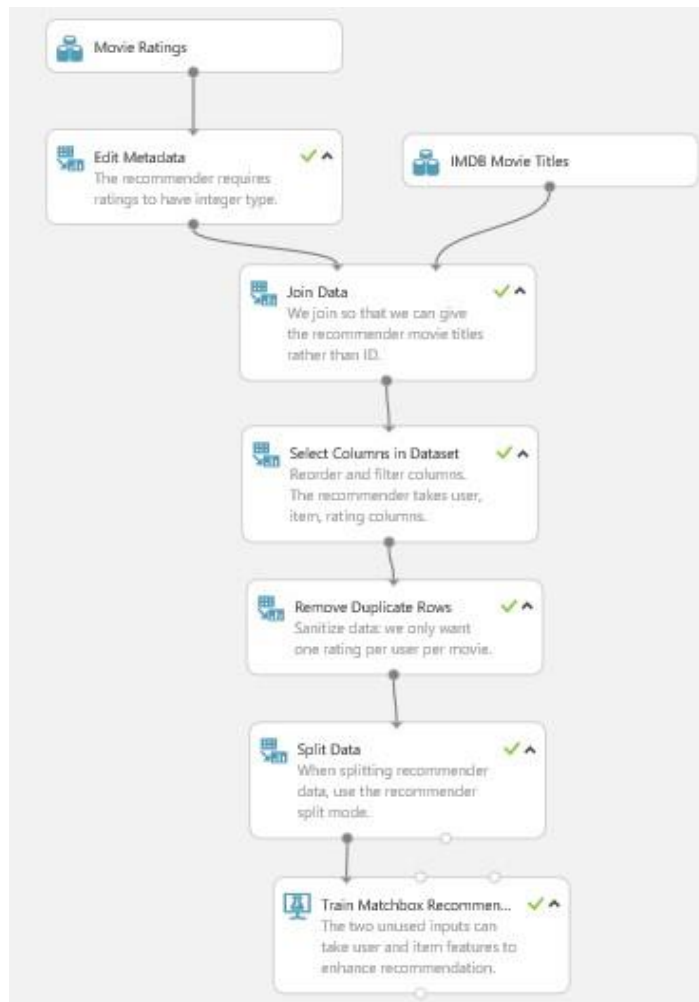 Movie Ratings
Edit Metadata
The recommender requires
ratings to have integer type.
IMDB Movie Titles
Join Data
We join so that we can give
the recommender movie titles
rather than ID.
Select Columns in Dataset
Reorder and filter columns.
The recommender takes user,
item, rating columns.
Remove Duplicate Rows
Sanitize data: we only want
one rating per user per movie.
Split Data
When splitting recommender
data, use the recommender
split mode.
Train Matchbox Recommen...
The two unused inputs can
take user and item features to
enhance recommendation.